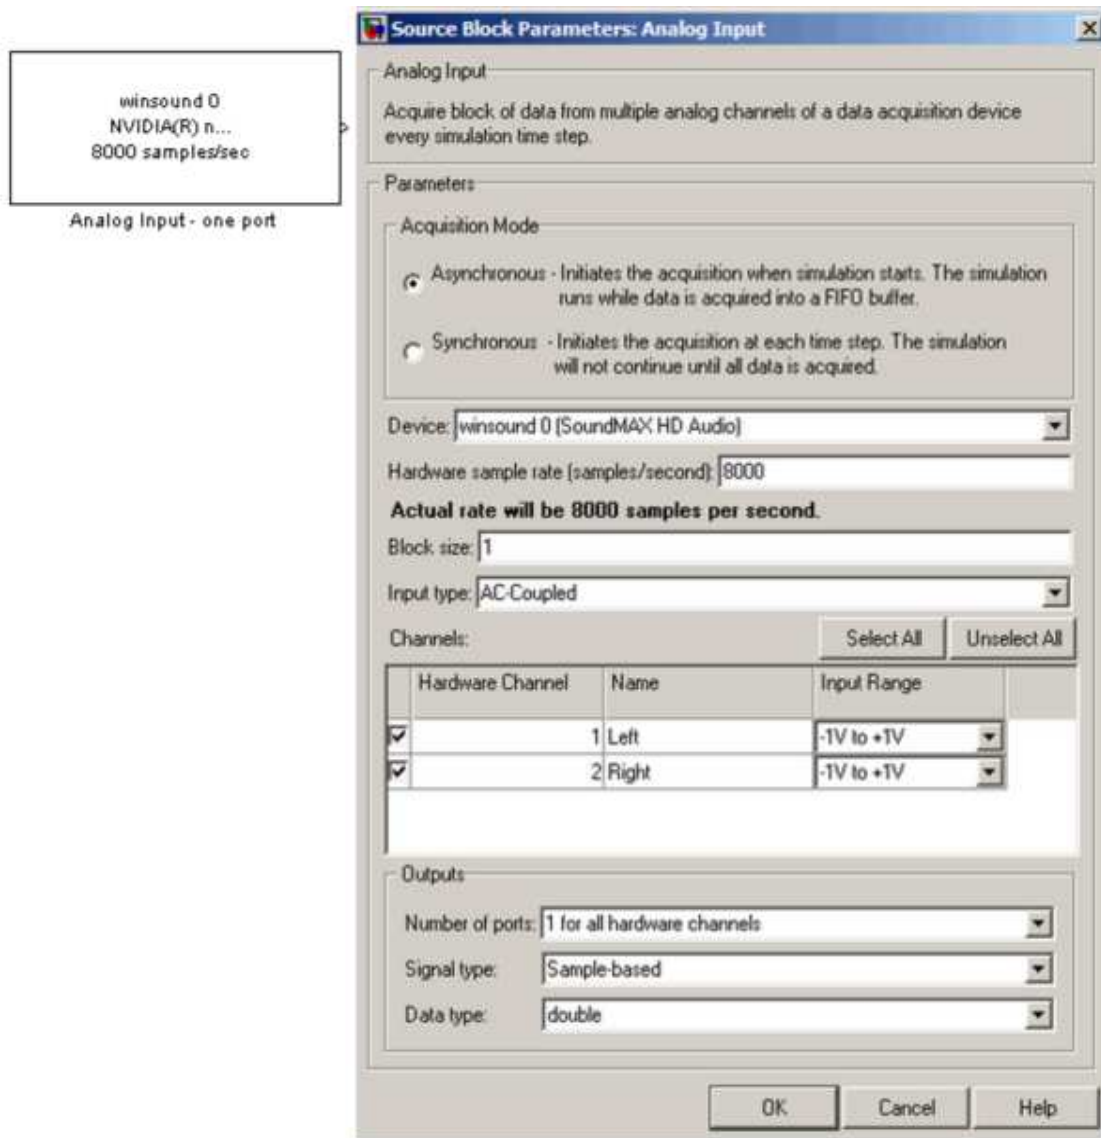 winsound 0
NVIDIA(R) n...
8000 samples/sec
Analog Input - one port
Source Block Parameters: Analog Input
Analog Input
Acquire block of data from multiple analog channels of a data acquisition device
every simulation time step.
Parameters
Acquisition Mode
Asynchronous - Initiates the acquisition when simulation starts. The simulation
runs while data is acquired into a FIFO buffer.
Synchronous - Initiates the acquisition at each time step. The simulation
will not continue until all data is acquired.
Device: winsound 0 (SoundMAX HD Audio)
Hardware sample rate (samples/second): 8000
Actual rate will be 8000 samples per second.
Block size: 1
Input type: AC-Coupled
Channels: Select All Unselect All
Hardware Channel Name Input Range
1 Left -1V to +1V
2 Right -1V to +1V
Outputs
Number of ports: 1 for all hardware channels
Signal type: Sample-based
Data type: double
OK Cancel Help